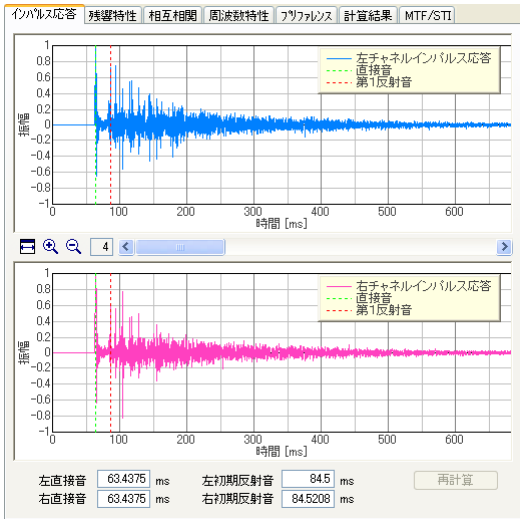 インパルス応答 残響特性 相互相関 周波数特性 プリファレンス 計算結果 MTF/STI
左チャネルインパルス応答
直接音
第1反射音
振幅
1
0.8
0.6
0.4
0.2
0
-0.2
-0.4
-0.6
-0.8
-1
0 100 200 300 400 500 600
時間 [ms]
4
右チャネルインパルス応答
直接音
第1反射音
振幅
1
0.8
0.6
0.4
0.2
0
-0.2
-0.4
-0.6
-0.8
-1
0 100 200 300 400 500 600
時間 [ms]
左直接音 63.4375 ms 左初期反射音 84.5 ms 再計算
右直接音 63.4375 ms 右初期反射音 84.5208 ms